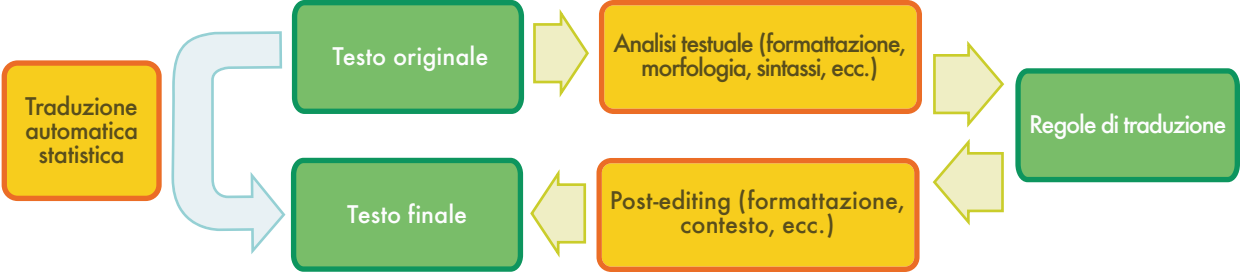 Traduzione
automatica
statistica
Testo originale
Analisi testuale (formattazione,
morfologia, sintassi, ecc.)
Regole di traduzione
Post-editing (formattazione,
contesto, ecc.)
Testo finale